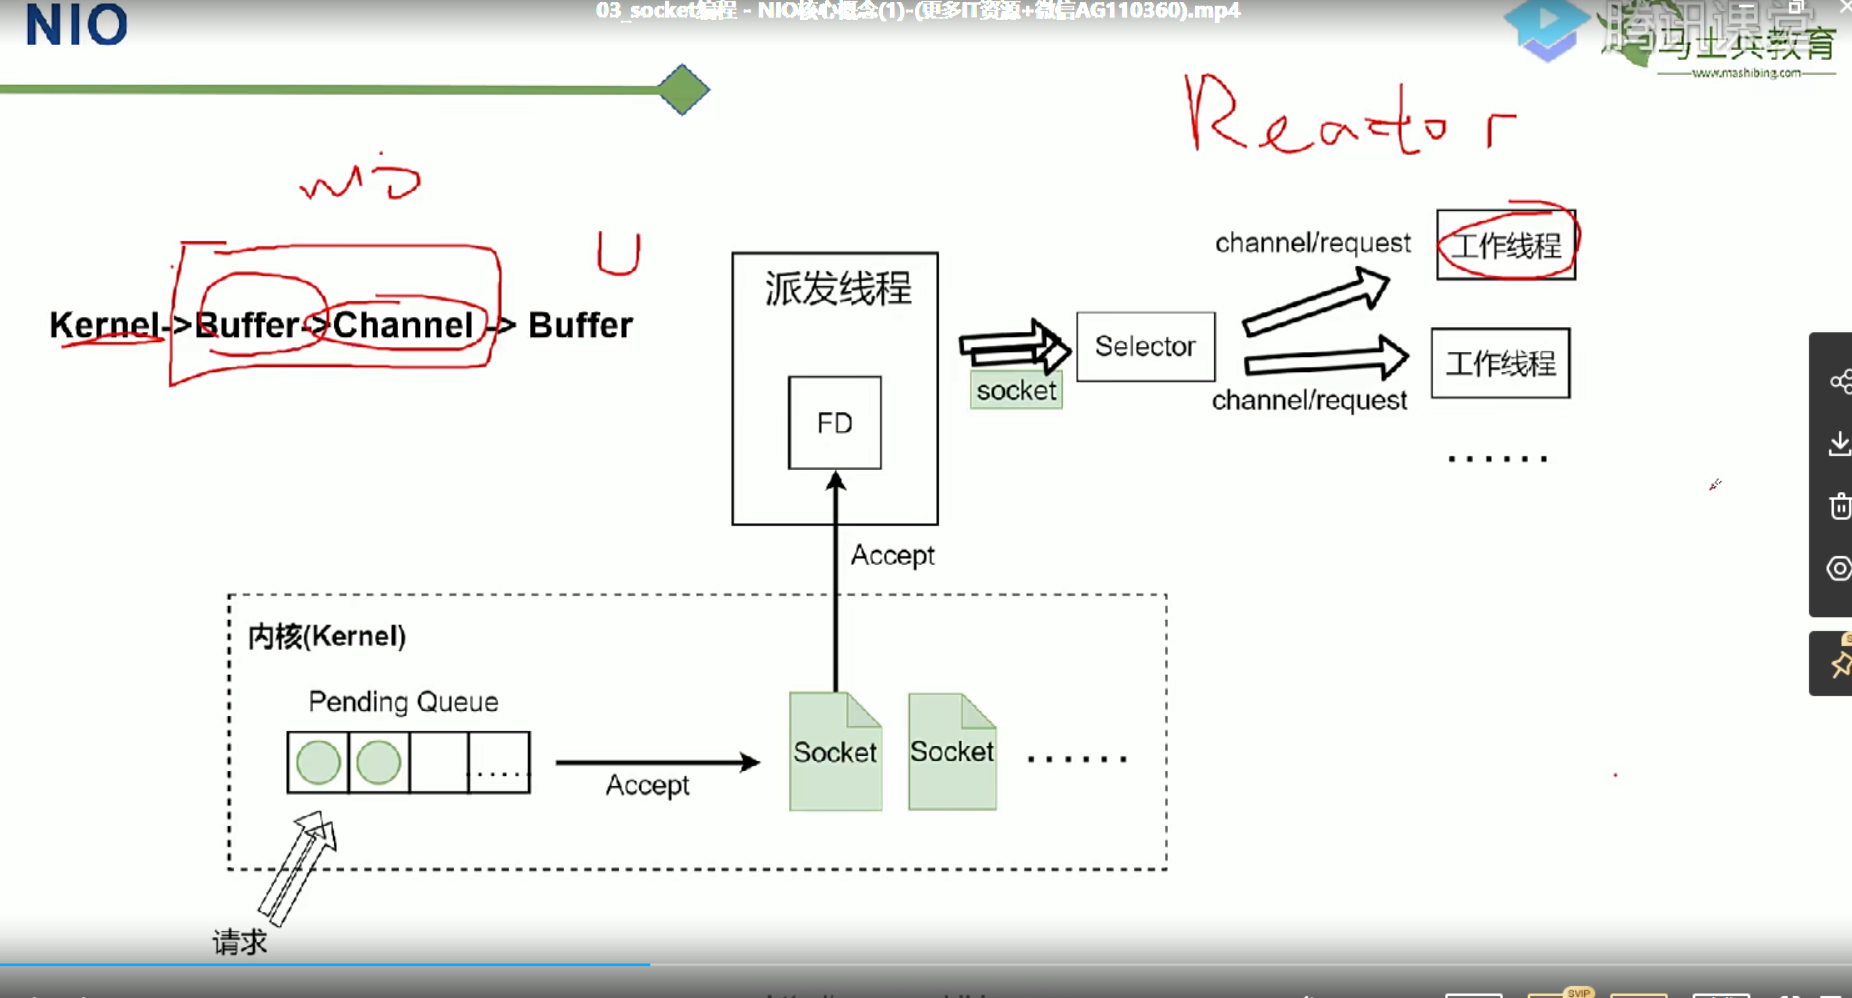 03_socket编程 - NIO核心概念(1)-(更多IT资源+微信AG110360).mp4
NIO
腾讯课堂
马士兵教育
www.mashibing.com
Reactor
NIO
U
Kernel->Buffer->Channel -> Buffer
派发线程
FD
socket
Selector
channel/request
工作线程
channel/request
工作线程
......
Accept
内核(Kernel)
Pending Queue
......
Accept
Socket
Socket
......
请求
SVIP